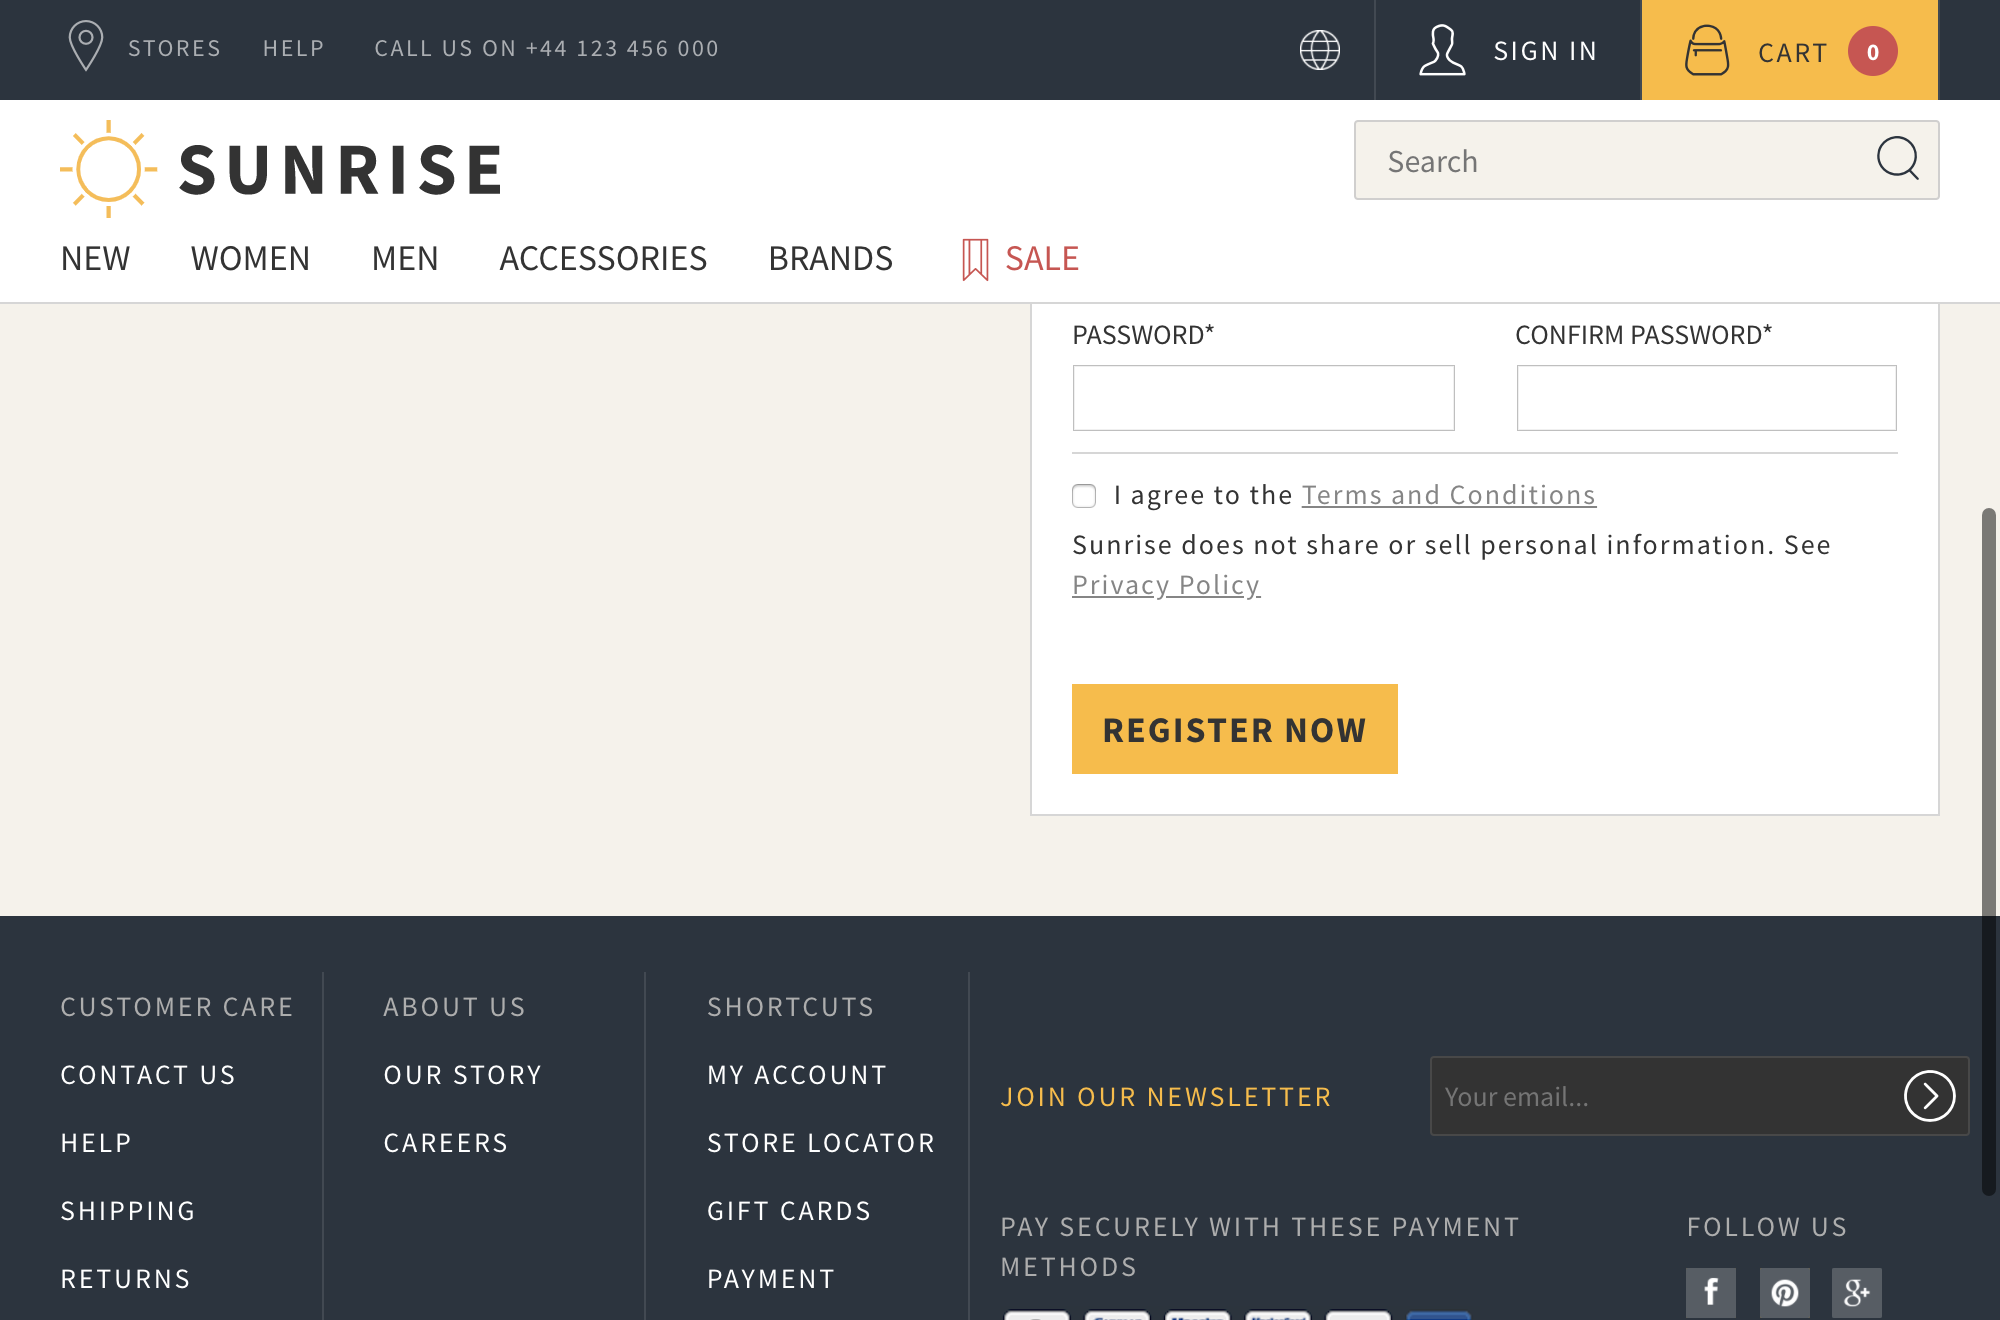 STORES HELP CALL US ON +44 123 456 000 SIGN IN CART 0
SUNRISE
Search
NEW WOMEN MEN ACCESSORIES BRANDS SALE
PASSWORD* CONFIRM PASSWORD*
I agree to the Terms and Conditions
Sunrise does not share or sell personal information. See
Privacy Policy
REGISTER NOW
CUSTOMER CARE
CONTACT US
HELP
SHIPPING
RETURNS
ABOUT US
OUR STORY
CAREERS
SHORTCUTS
MY ACCOUNT
STORE LOCATOR
GIFT CARDS
PAYMENT
JOIN OUR NEWSLETTER
Your email...
PAY SECURELY WITH THESE PAYMENT
METHODS
FOLLOW US